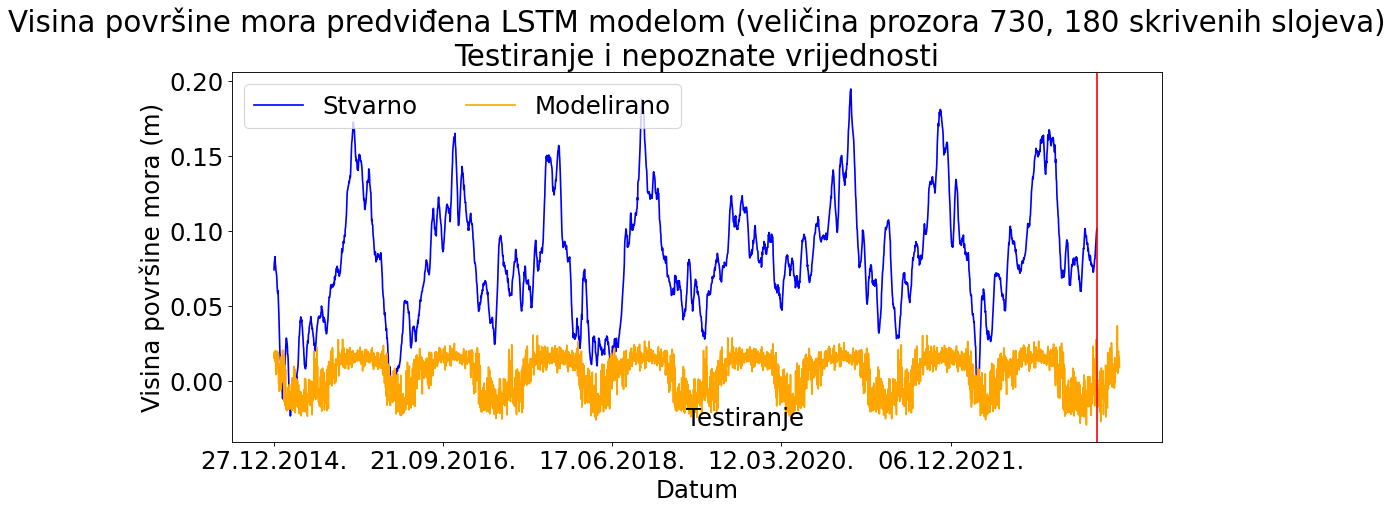 Visina površine mora predviđena LSTM modelom (veličina prozora 730, 180 skrivenih slojeva)
Testiranje i nepoznate vrijednosti
Stvarno
Modelirano
Visina površine mora (m)
0.20
0.15
0.10
0.05
0.00
Testiranje
27.12.2014.
21.09.2016.
17.06.2018.
12.03.2020.
06.12.2021.
Datum